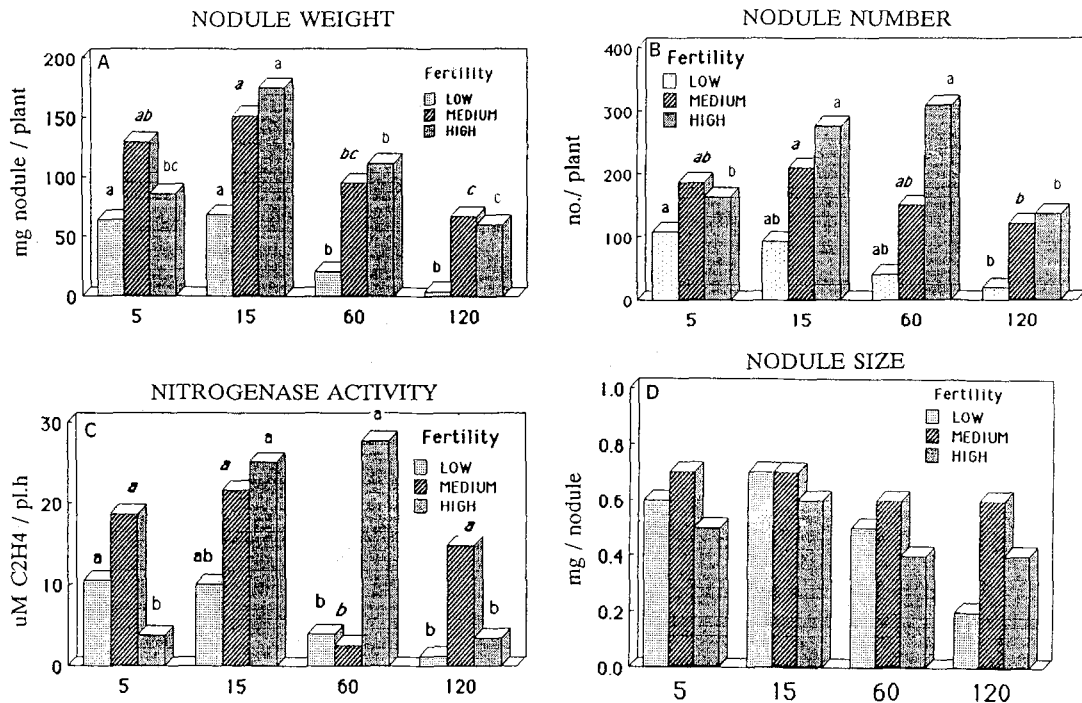 NODULE WEIGHT
A
mg nodule / plant
200
150
100
50
0
Fertility
LOW
MEDIUM
HIGH
a
ab
bc
a
a
a
b
bc
b
b
c
c
5 15 60 120
NODULE NUMBER
B
no./ plant
400
300
200
100
0
Fertility
LOW
MEDIUM
HIGH
a
ab
b
ab
a
a
ab
ab
a
b
b
b
5 15 60 120
NITROGENASE ACTIVITY
C
uM C2H4 / pl.h
30
20
10
0
Fertility
LOW
MEDIUM
HIGH
a
a
b
ab
a
a
b
b
a
b
a
b
5 15 60 120
NODULE SIZE
D
mg / nodule
1.0
0.8
0.6
0.4
0.2
0.0
Fertility
LOW
MEDIUM
HIGH
5 15 60 120